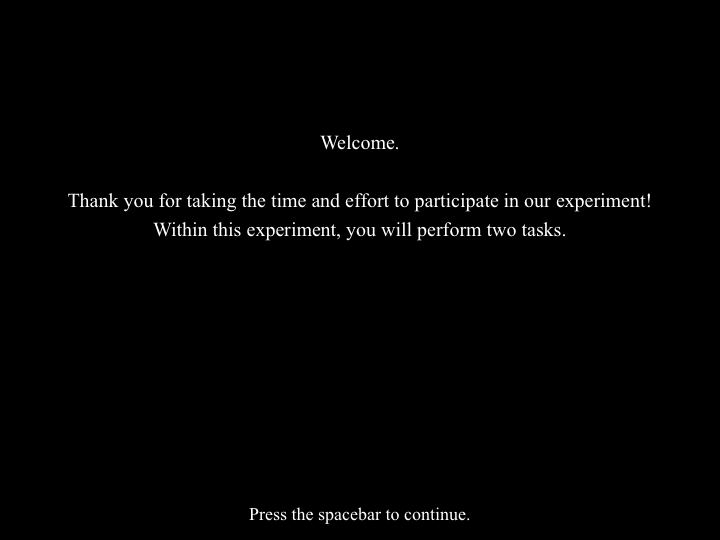 Welcome.
Thank you for taking the time and effort to participate in our experiment!
Within this experiment, you will perform two tasks.
Press the spacebar to continue.